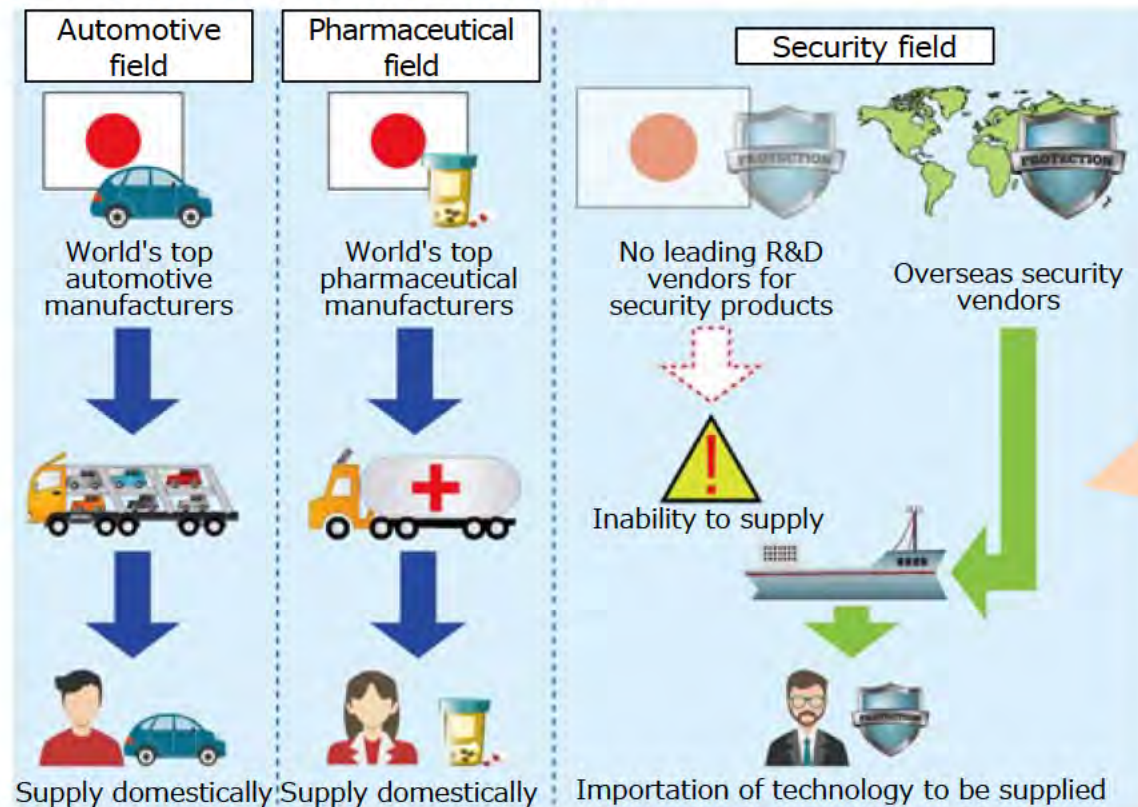 Automotive
field
World's top
automotive
manufacturers
Supply domestically
Pharmaceutical
field
World's top
pharmaceutical
manufacturers
Supply domestically
Security field
PROTECTION
No leading R&D
vendors for
security products
Inability to supply
PROTECTION
Overseas security
vendors
PROTECTION
Importation of technology to be supplied